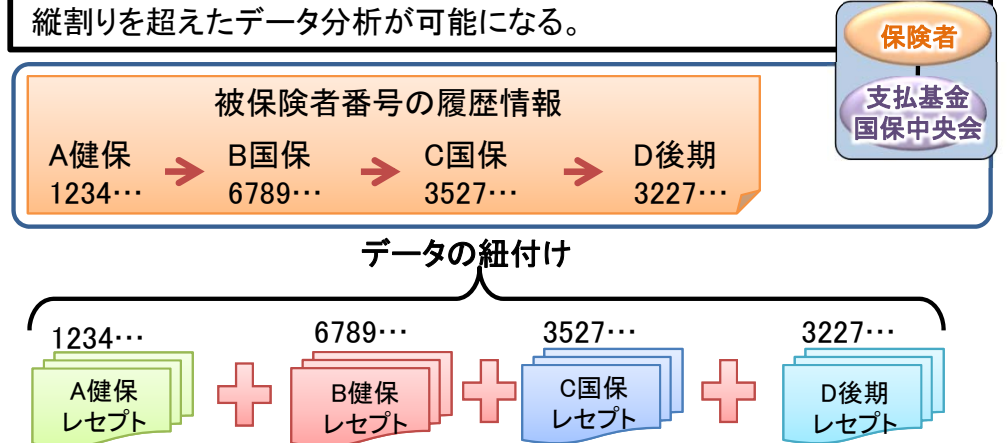 縦割りを超えたデータ分析が可能になる。
保険者
支払基金
国保中央会
被保険者番号の履歴情報
A健保 B国保 C国保 D後期
1234… 6789… 3527… 3227…
データの紐付け
1234… 6789… 3527… 3227…
A健保 B健保 C国保 D後期
レセプト レセプト レセプト レセプト